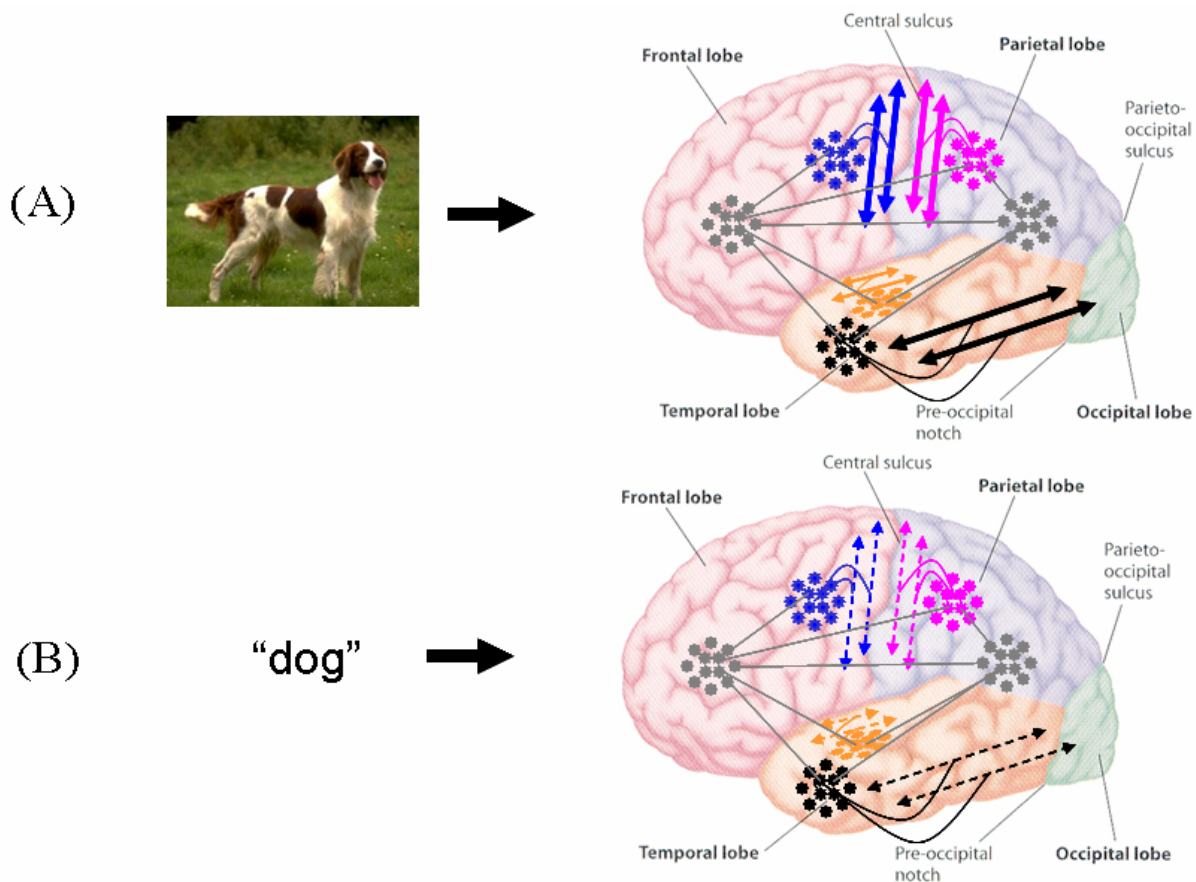 (A)
Central sulcus
Frontal lobe
Parietal lobe
Parieto-
occipital
sulcus
Temporal lobe
Pre-occipital
notch
Occipital lobe
(B)
“dog”
Central sulcus
Frontal lobe
Parietal lobe
Parieto-
occipital
sulcus
Temporal lobe
Pre-occipital
notch
Occipital lobe